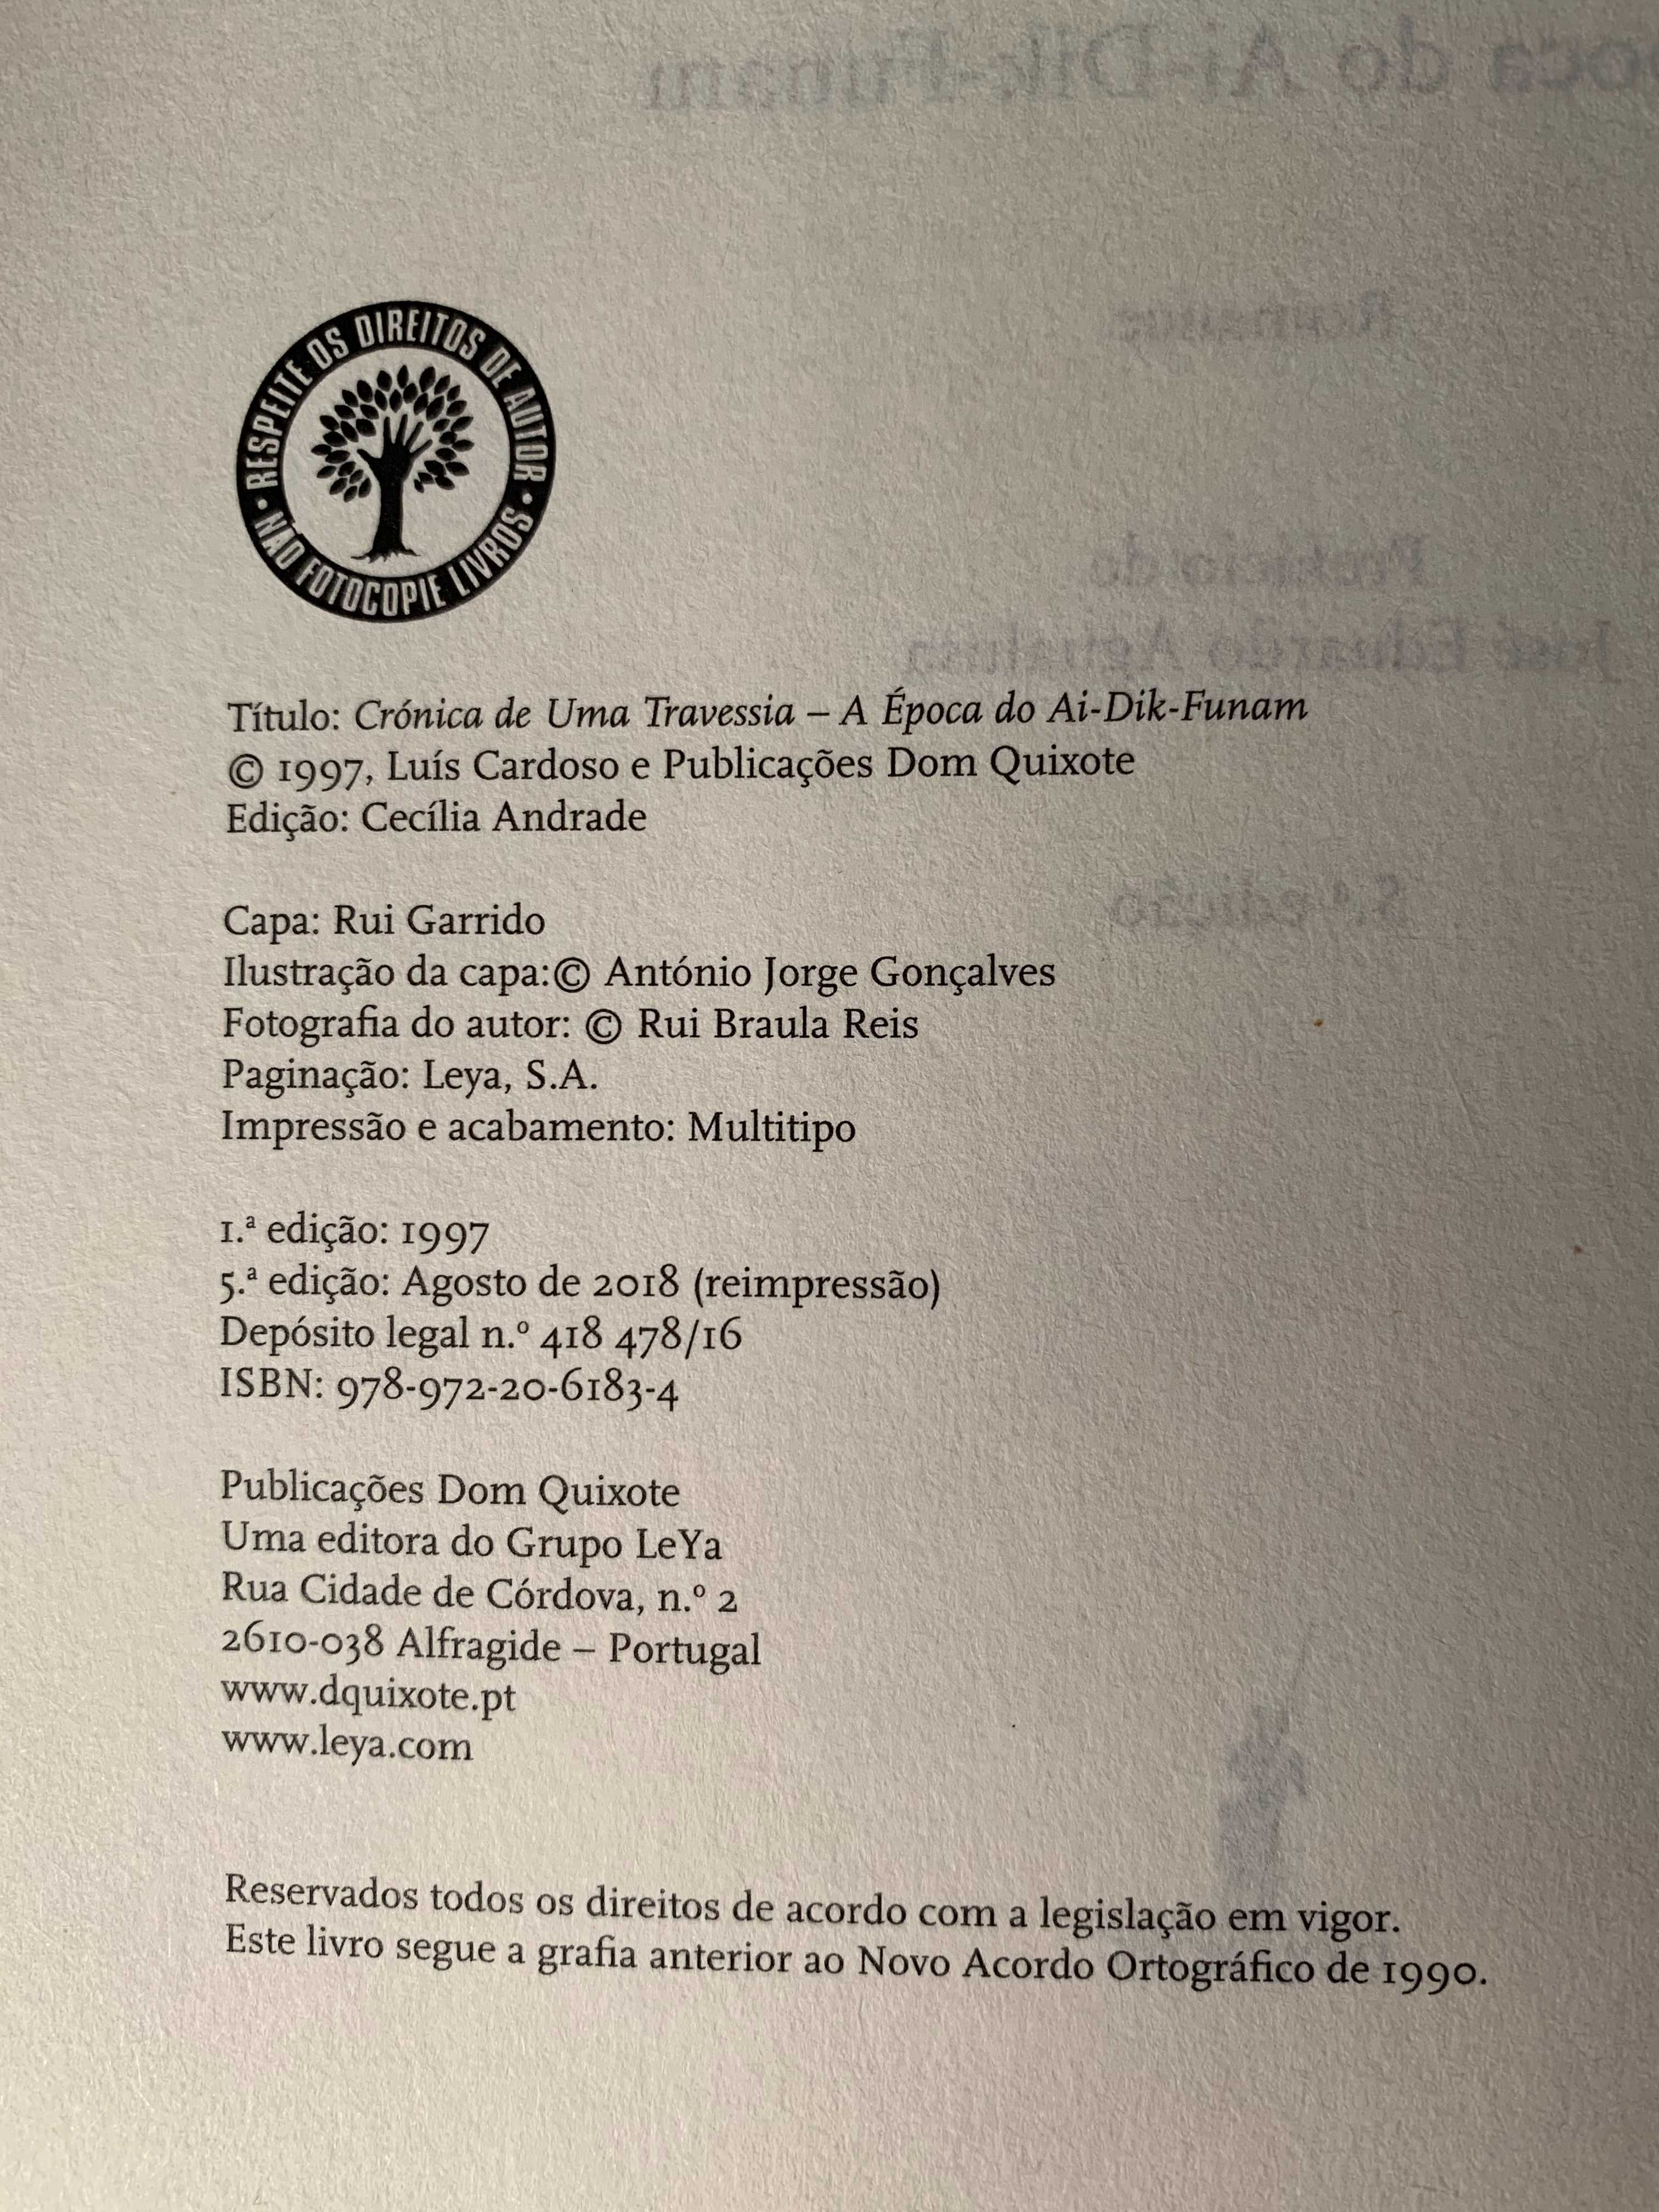 RESPEITE OS DIREITOS DE AUTOR
NÃO FOTOCOPIE LIVROS
Título: Crónica de Uma Travessia – A Época do Ai-Dik-Funam
© 1997, Luís Cardoso e Publicações Dom Quixote
Edição: Cecília Andrade
Capa: Rui Garrido
Ilustração da capa:© António Jorge Gonçalves
Fotografia do autor: © Rui Braula Reis
Paginação: Leya, S.A.
Impressão e acabamento: Multitipo
1.ª edição: 1997
5.ª edição: Agosto de 2018 (reimpressão)
Depósito legal n.º 418 478/16
ISBN: 978-972-20-6183-4
Publicações Dom Quixote
Uma editora do Grupo LeYa
Rua Cidade de Córdova, n.º 2
2610-038 Alfragide – Portugal
www.dquixote.pt
www.leya.com
Reservados todos os direitos de acordo com a legislação em vigor.
Este livro segue a grafia anterior ao Novo Acordo Ortográfico de 1990.